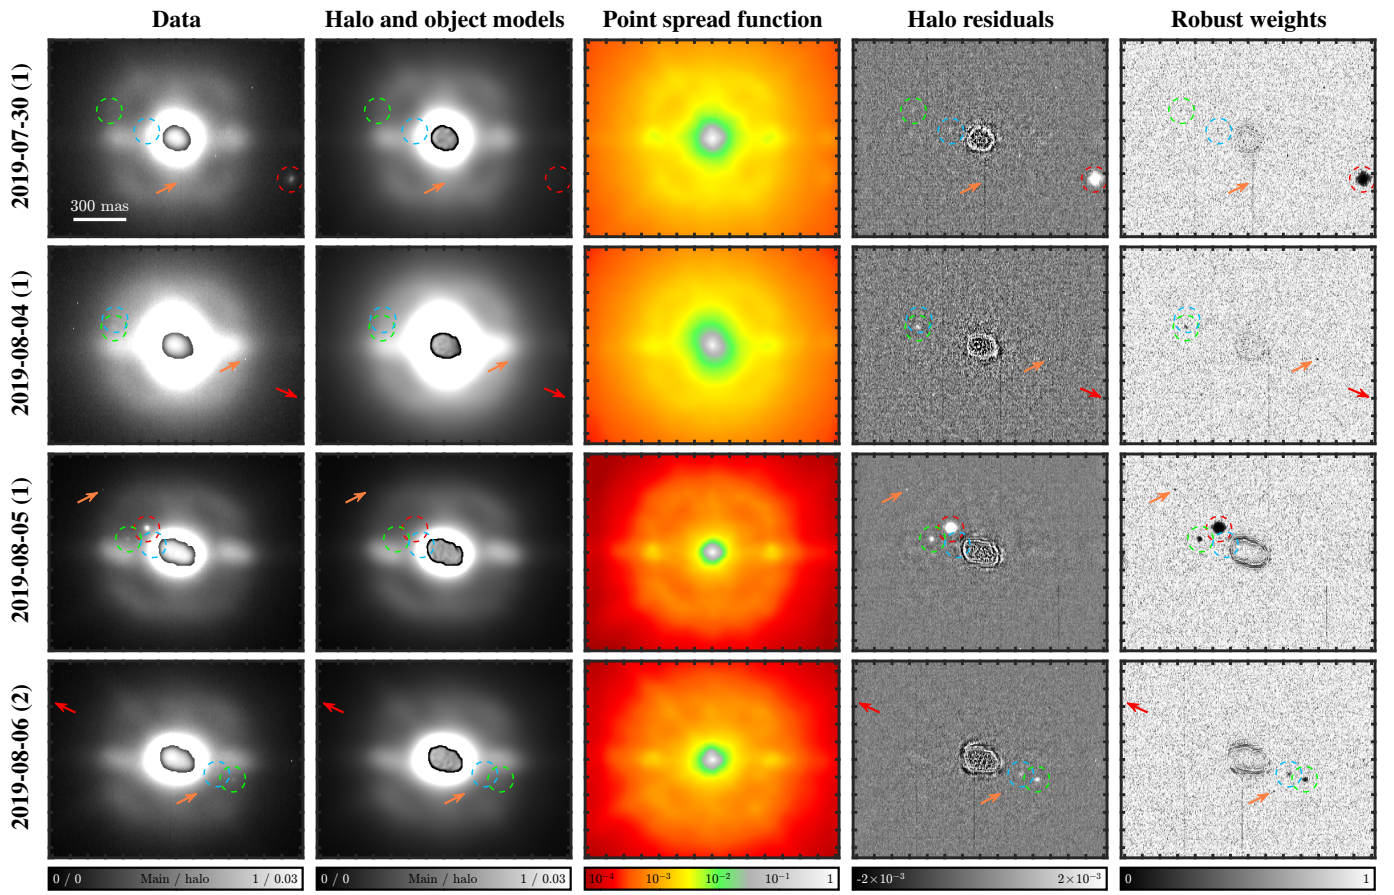 Data Halo and object models Point spread function Halo residuals Robust weights
2019-07-30 (1)
300 mas
2019-08-04 (1)
2019-08-05 (1)
2019-08-06 (2)
0 / 0 Main / halo 1 / 0.03 0 / 0 Main / halo 1 / 0.03 10⁻⁴ 10⁻³ 10⁻² 10⁻¹ 1 -2×10⁻³ 2×10⁻³ 0 1